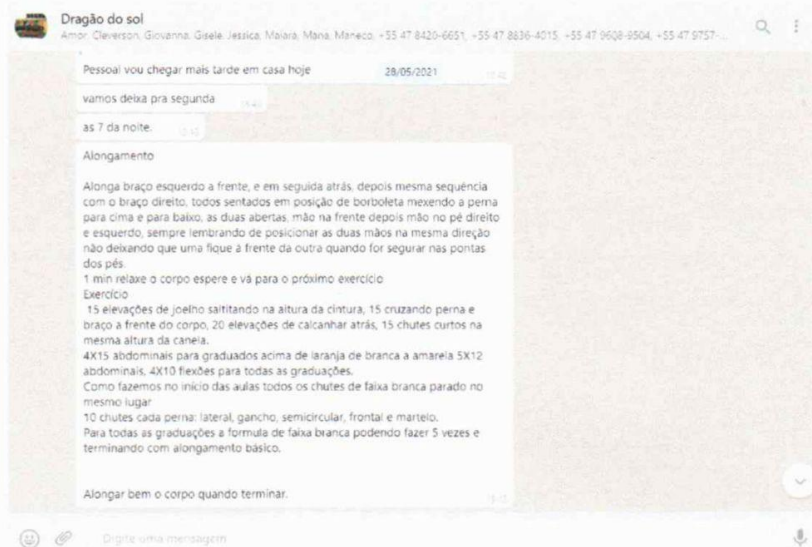 Dragão do sol
Amor, Cleverson, Giovanna, Gisele, Jessica, Maiara, Mana, Maneco, +55 47 8420-6651, +55 47 8836-4015, +55 47 9608-9504, +55 47 9757-...
Pessoal vou chegar mais tarde em casa hoje
28/05/2021
vamos deixa pra segunda
as 7 da noite.
Alongamento
Alonga braço esquerdo a frente, e em seguida atrás, depois mesma sequência
com o braço direito, todos sentados em posição de borboleta mexendo a perna
para cima e para baixo, as duas abertas, mão na frente depois mão no pé direito
e esquerdo, sempre lembrando de posicionar as duas mãos na mesma direção
não deixando que uma fique à frente da outra quando for segurar nas pontas
dos pés.
1 min relaxe o corpo espere e vá para o próximo exercício
Exercício
15 elevações de joelho saltitando na altura da cintura, 15 cruzando perna e
braço a frente do corpo, 20 elevações de calcanhar atrás, 15 chutes curtos na
mesma altura da canela.
4X15 abdominais para graduados acima de laranja de branca a amarela 5X12
abdominais, 4X10 flexões para todas as graduações.
Como fazemos no início das aulas todos os chutes de faixa branca parado no
mesmo lugar
10 chutes cada perna: lateral, gancho, semicircular, frontal e martelo.
Para todas as graduações a formula de faixa branca podendo fazer 5 vezes e
terminando com alongamento básico.
Alongar bem o corpo quando terminar.
Digite uma mensagem